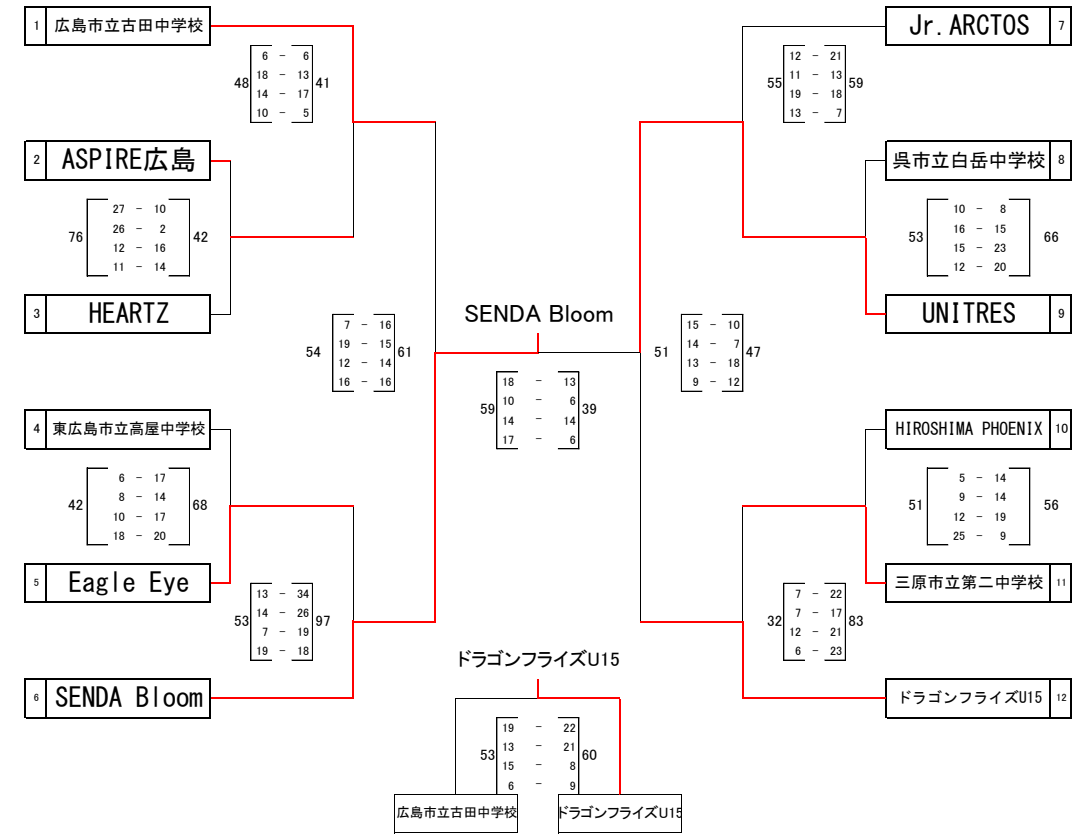 1 広島市立古田中学校
48 41
6 - 6
18 - 13
14 - 17
10 - 5
2 ASPIRE広島
76 42
27 - 10
26 - 2
12 - 16
11 - 14
3 HEARTZ
54 61
7 - 16
19 - 15
12 - 14
16 - 16
4 東広島市立高屋中学校
42 68
6 - 17
8 - 14
10 - 17
18 - 20
5 Eagle Eye
53 97
13 - 34
14 - 26
7 - 19
19 - 18
6 SENDA Bloom
SENDA Bloom
59 39
18 - 13
10 - 6
14 - 14
17 - 6
Jr.ARCTOS 7
55 59
12 - 21
11 - 13
19 - 18
13 - 7
呉市立白岳中学校 8
53 66
10 - 8
16 - 15
15 - 23
12 - 20
UNITRES 9
51 47
15 - 10
14 - 7
13 - 18
9 - 12
HIROSHIMA PHOENIX 10
51 56
5 - 14
9 - 14
12 - 19
25 - 9
三原市立第二中学校 11
32 83
7 - 22
7 - 17
12 - 21
6 - 23
ドラゴンフライズU15 12
ドラゴンフライズU15
53 60
19 - 22
13 - 21
15 - 8
6 - 9
広島市立古田中学校
ドラゴンフライズU15